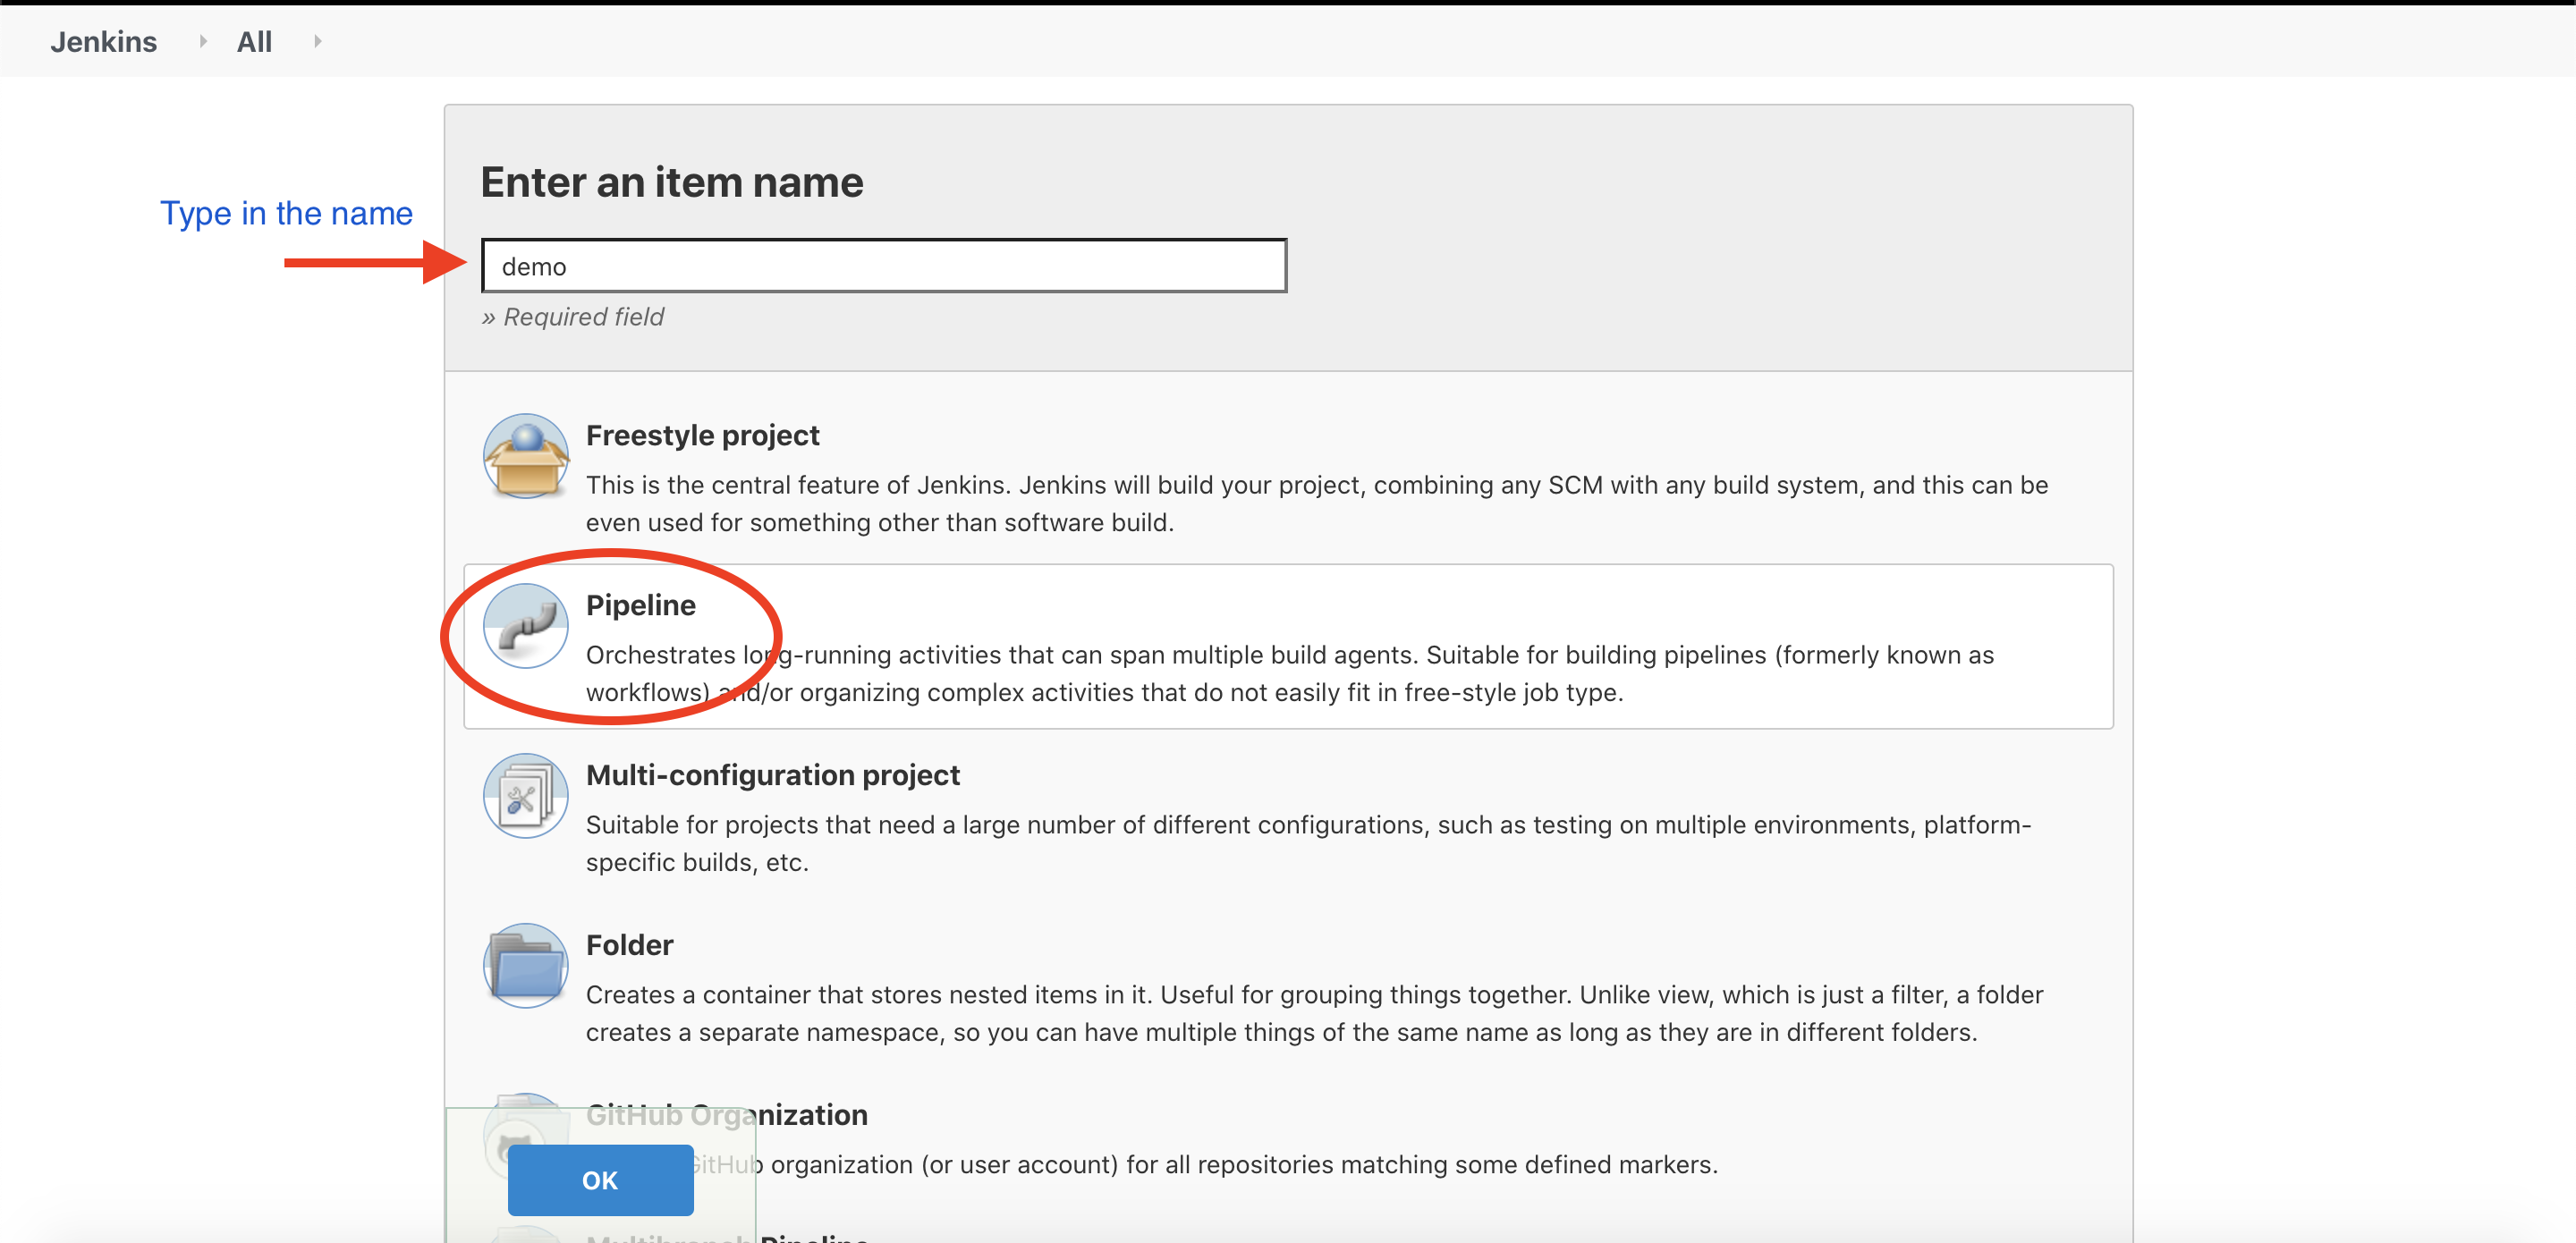 Jenkins All
Enter an item name
Type in the name
demo
» Required field
Freestyle project
This is the central feature of Jenkins. Jenkins will build your project, combining any SCM with any build system, and this can be
even used for something other than software build.
Pipeline
Orchestrates long-running activities that can span multiple build agents. Suitable for building pipelines (formerly known as
workflows) and/or organizing complex activities that do not easily fit in free-style job type.
Multi-configuration project
Suitable for projects that need a large number of different configurations, such as testing on multiple environments, platform-
specific builds, etc.
Folder
Creates a container that stores nested items in it. Useful for grouping things together. Unlike view, which is just a filter, a folder
creates a separate namespace, so you can have multiple things of the same name as long as they are in different folders.
GitHub Organization
GitHub organization (or user account) for all repositories matching some defined markers.
OK
Multibranch Pipeline